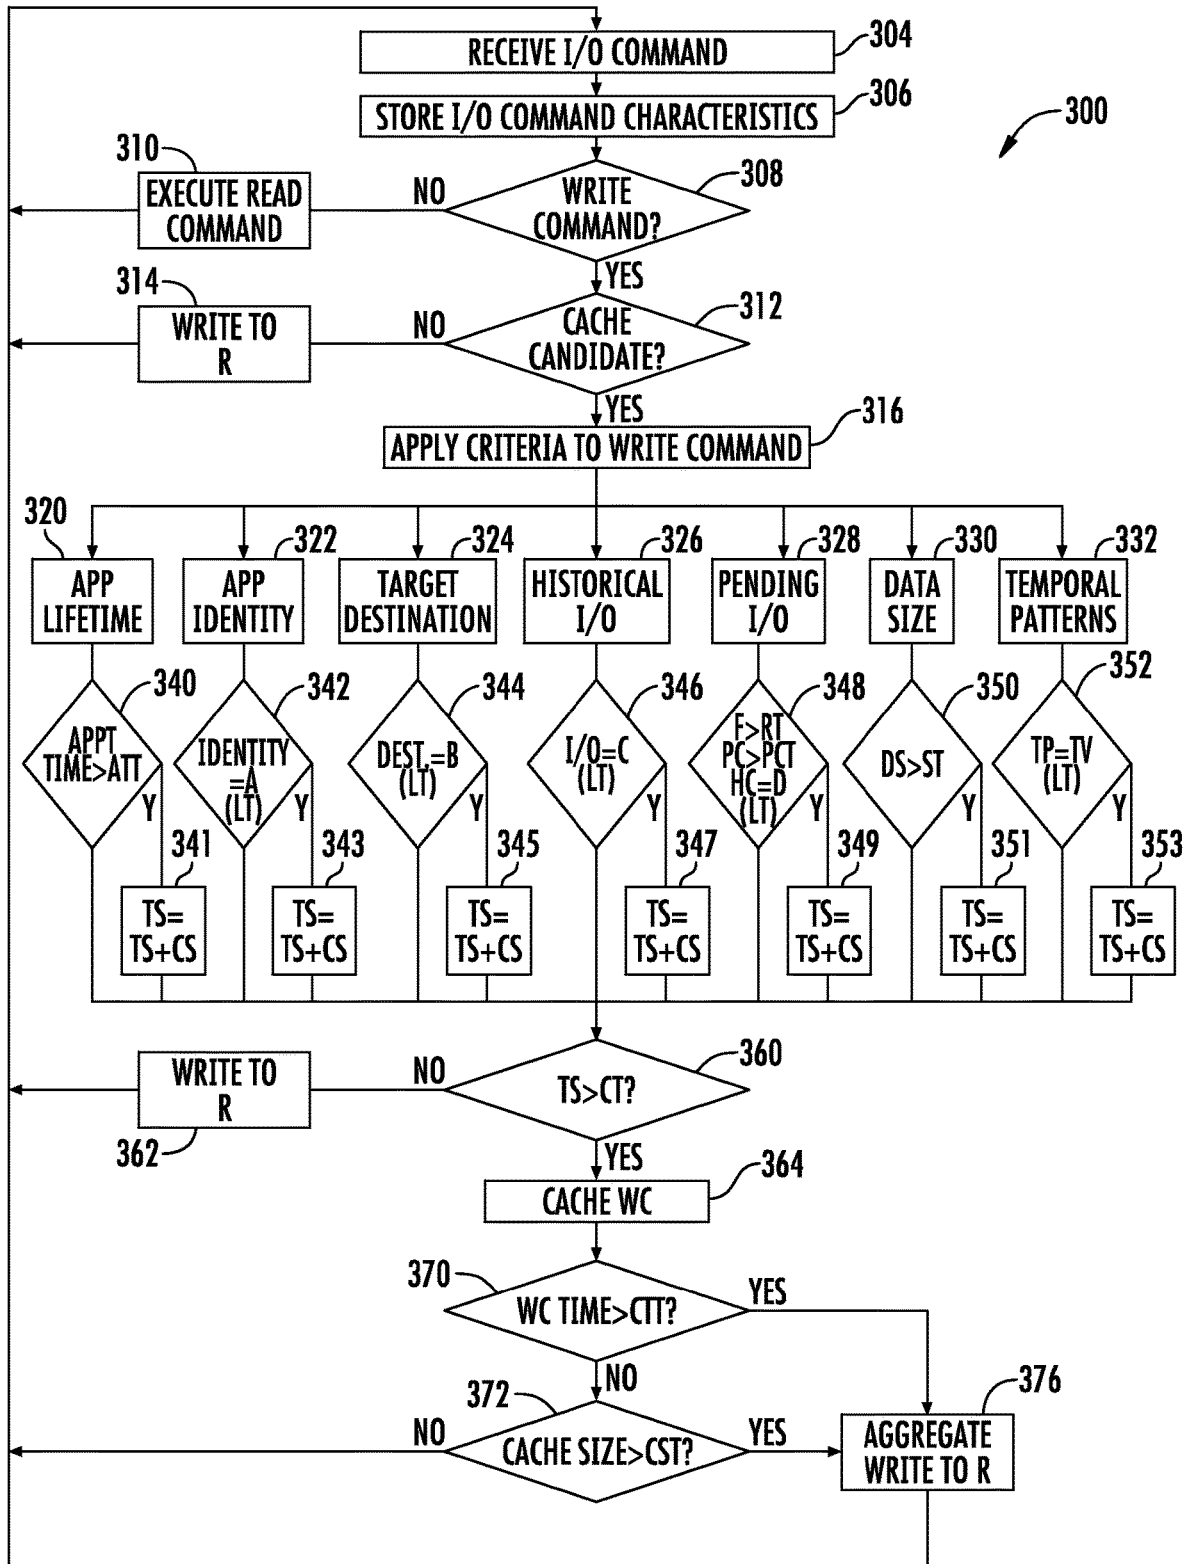 RECEIVE I/O COMMAND
304
STORE I/O COMMAND CHARACTERISTICS
306
300
310
EXECUTE READ
COMMAND
NO
WRITE
COMMAND?
308
YES
314
WRITE TO
R
NO
CACHE
CANDIDATE?
312
YES
APPLY CRITERIA TO WRITE COMMAND
316
320
322
324
326
328
330
332
APP
LIFETIME
APP
IDENTITY
TARGET
DESTINATION
HISTORICAL
I/O
PENDING
I/O
DATA
SIZE
TEMPORAL
PATTERNS
340
342
344
346
348
350
352
APPT
TIME>ATT
IDENTITY
=A
(LT)
DEST.=B
(LT)
I/O=C
(LT)
F>RT
PC>PCT
HC=D
(LT)
DS>ST
TP=TV
(LT)
Y
Y
Y
Y
Y
Y
Y
341
343
345
347
349
351
353
TS=
TS+CS
TS=
TS+CS
TS=
TS+CS
TS=
TS+CS
TS=
TS+CS
TS=
TS+CS
TS=
TS+CS
WRITE TO
R
362
NO
TS>CT?
360
YES
CACHE WC
364
370
WC TIME>CTT?
YES
NO
372
NO
CACHE SIZE>CST?
YES
376
AGGREGATE
WRITE TO R